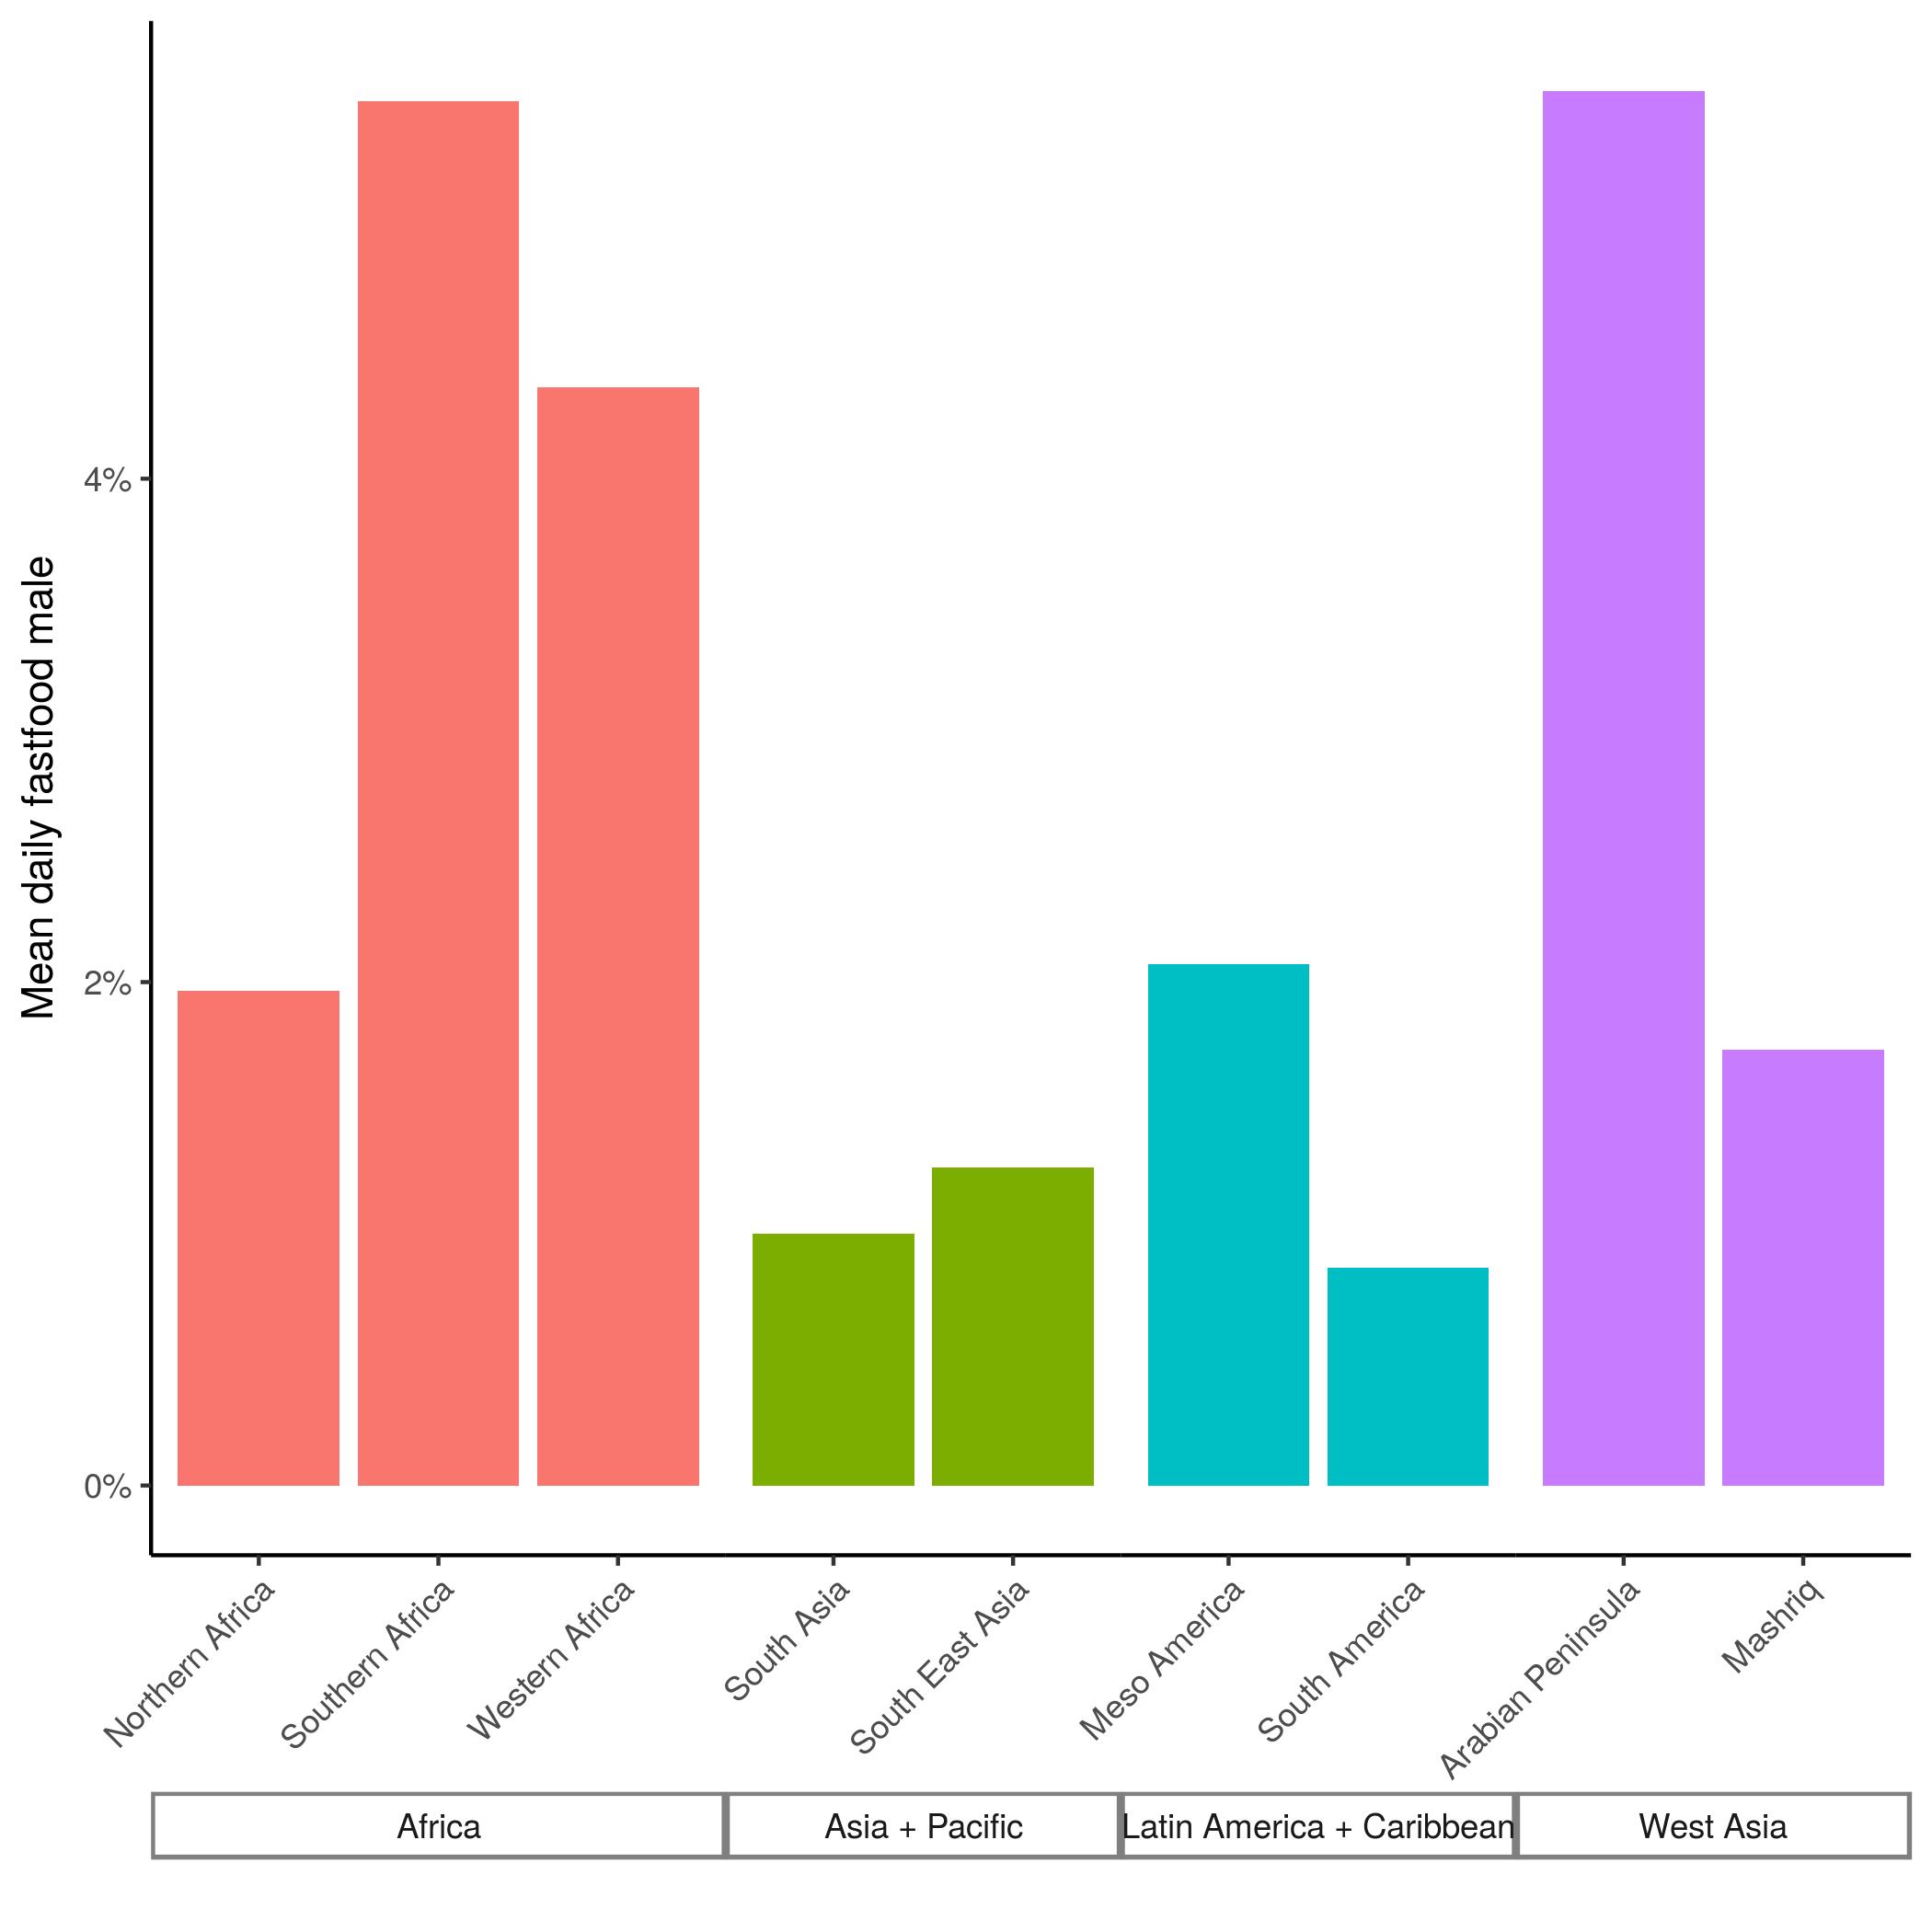 Mean daily fastfood male
4%
2%
0%
Northern Africa
Southern Africa
Western Africa
South Asia
South East Asia
Meso America
South America
Arabian Peninsula
Mashriq
Africa
Asia + Pacific
Latin America + Caribbean
West Asia